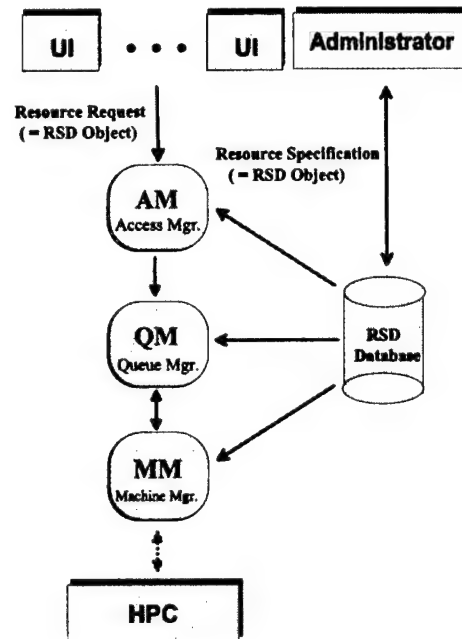 UI • • • UI Administrator
Resource Request
( = RSD Object)
Resource Specification
( = RSD Object)
AM
Access Mgr.
QM
Queue Mgr.
RSD
Database
MM
Machine Mgr.
HPC